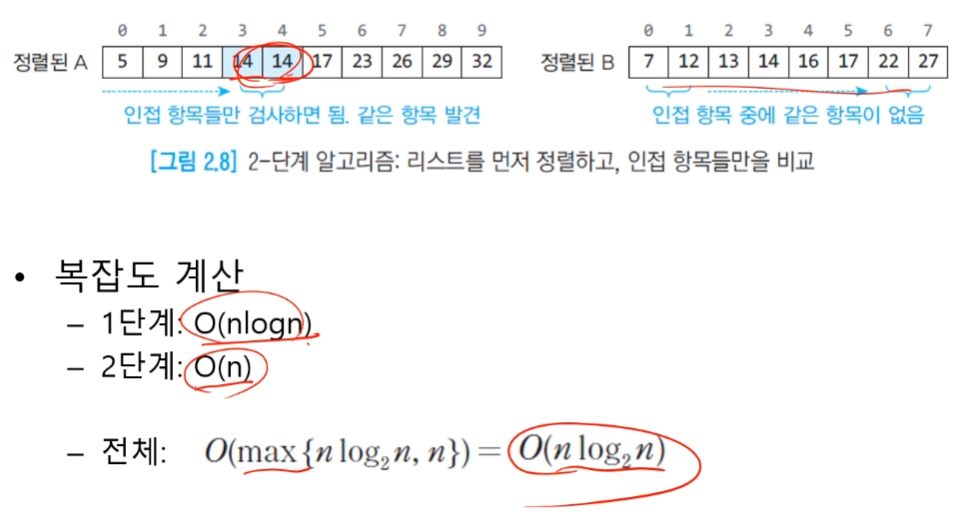 0 1 2 3 4 5 6 7 8 9
정렬된 A 5 9 11 14 14 17 23 26 29 32
인접 항목들만 검사하면 됨. 같은 항목 발견
0 1 2 3 4 5 6 7
정렬된 B 7 12 13 14 16 17 22 27
인접 항목 중에 같은 항목이 없음
[그림 2.8] 2-단계 알고리즘: 리스트를 먼저 정렬하고, 인접 항목들만을 비교
• 복잡도 계산
– 1단계: O(nlogn)
– 2단계: O(n)
– 전체: O(max{n log₂n, n}) = O(n log₂n)